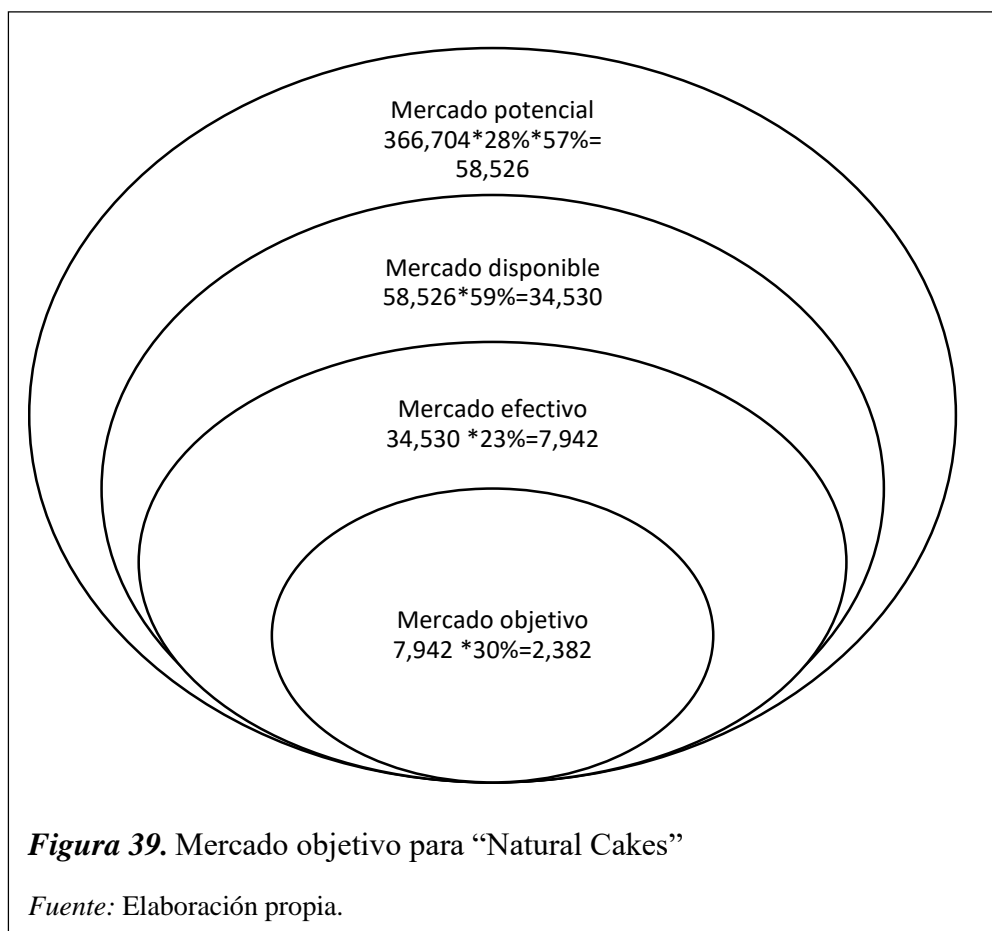 Mercado potencial
366,704*28%*57%=
58,526
Mercado disponible
58,526*59%=34,530
Mercado efectivo
34,530 *23%=7,942
Mercado objetivo
7,942 *30%=2,382
Figura 39. Mercado objetivo para “Natural Cakes”
Fuente: Elaboración propia.